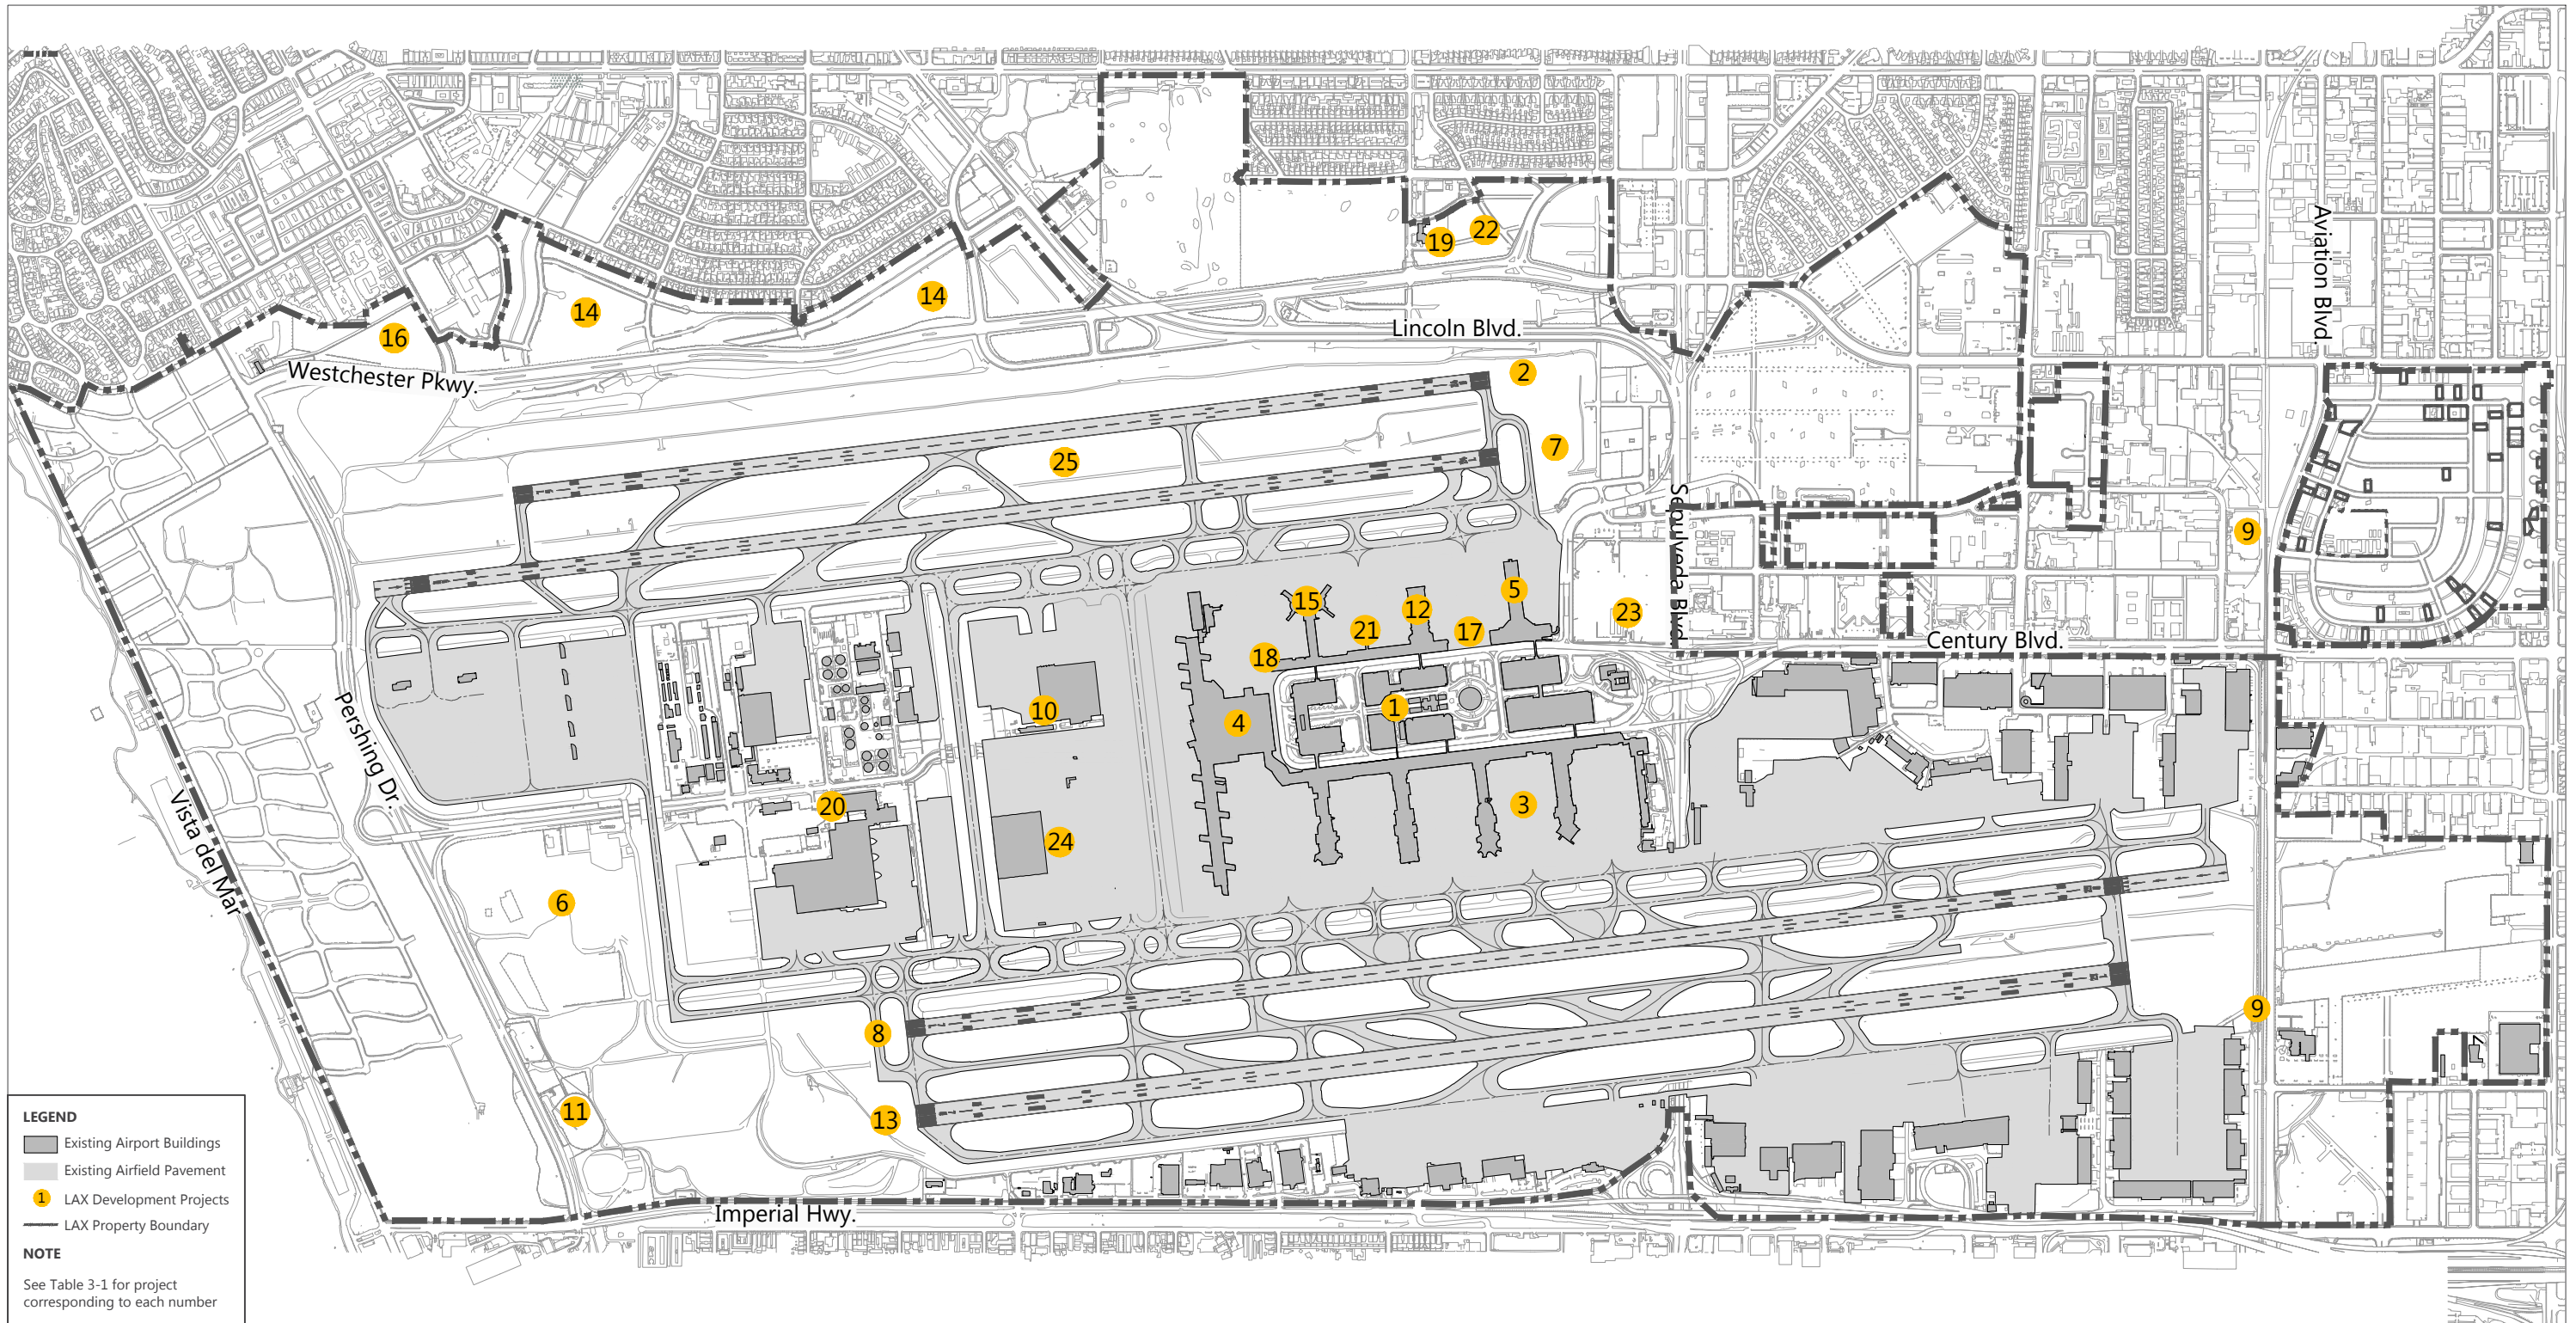 19
22
14
14
16
Lincoln Blvd.
Westchester Pkwy.
Aviation Blvd.
2
7
25
9
Sepulveda Blvd.
5
15
12
21
17
23
18
Century Blvd.
10
4
1
Pershing Dr.
20
3
24
Vista del Mar
6
8
9
11
13
Imperial Hwy.
LEGEND
Existing Airport Buildings
Existing Airfield Pavement
1 LAX Development Projects
LAX Property Boundary
NOTE
See Table 3-1 for project
corresponding to each number